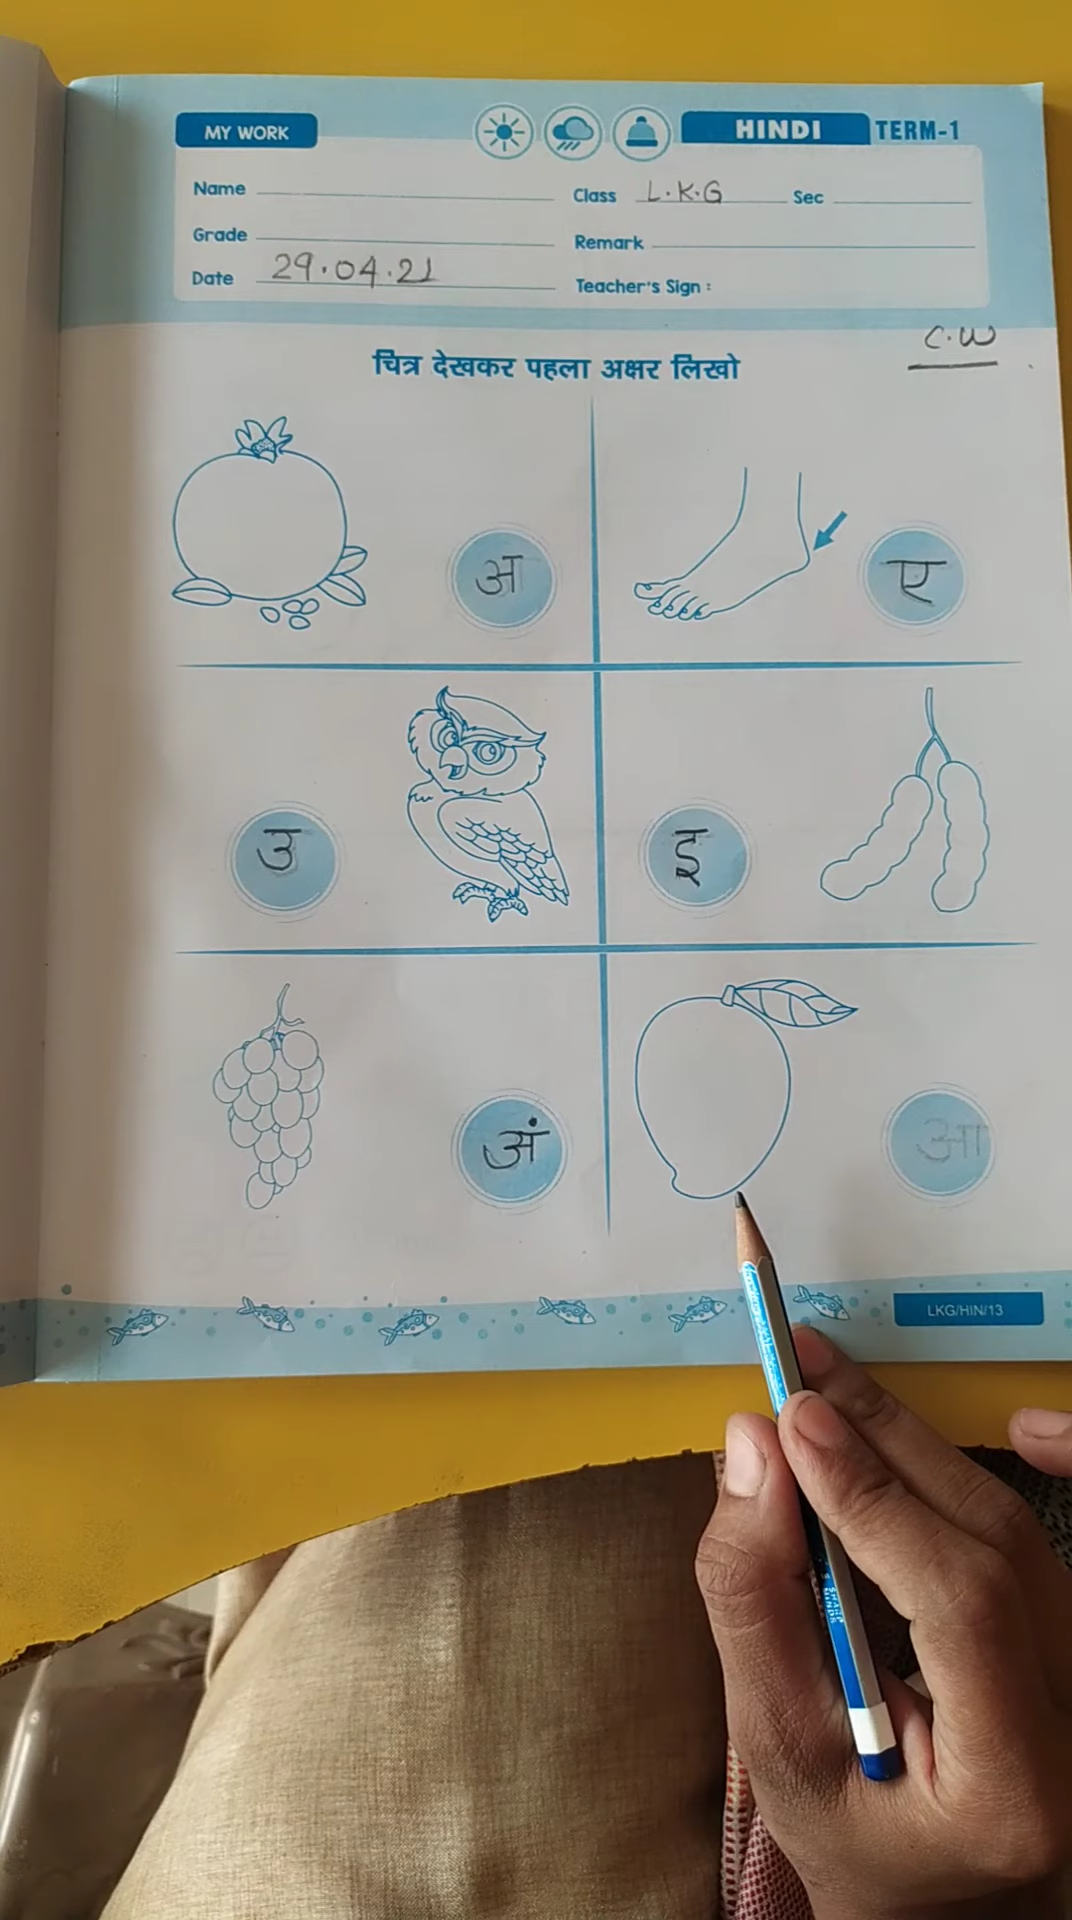 MY WORK
HINDI TERM-1
Name
Class L.K.G Sec
Grade
Remark
Date 29.04.21
Teacher's Sign :
C.W
चित्र देखकर पहला अक्षर लिखो
अ
ए
उ
इ
अं
आ
LKG/HIN/13